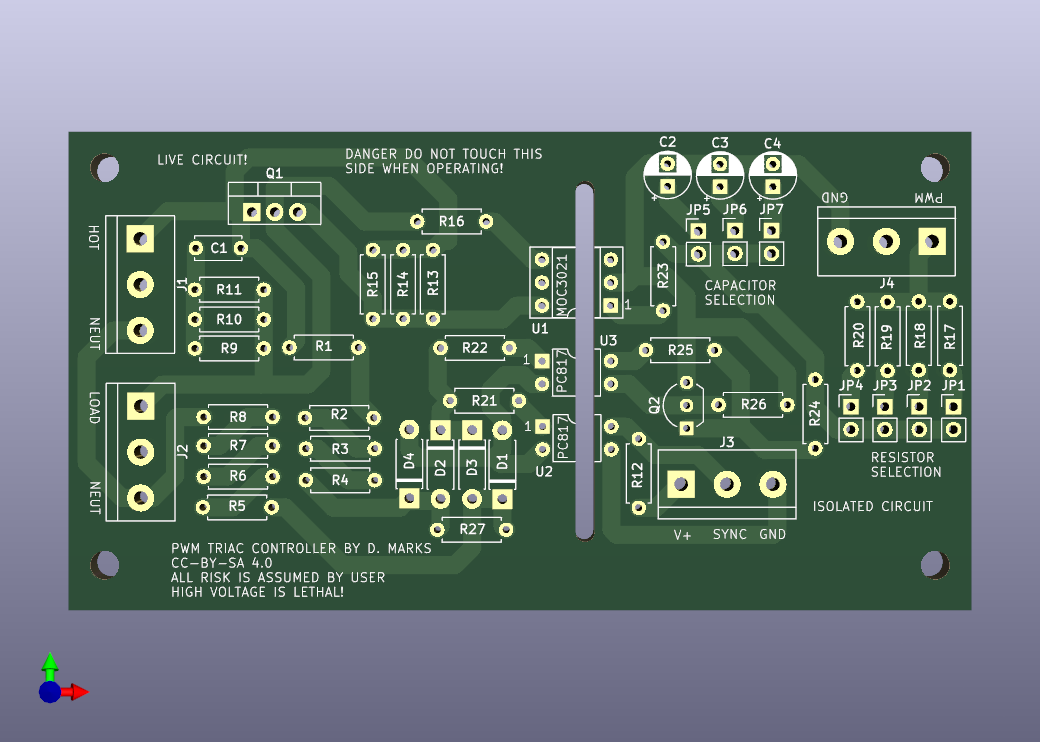 LIVE CIRCUIT!
DANGER DO NOT TOUCH THIS
SIDE WHEN OPERATING!
C2
C3
C4
Q1
+
+
+
JP5
JP6
JP7
GND
PWM
HOT
J1
NEUT
C1
R11
R10
R9
R1
R16
R15
R14
R13
MOC3021
1
U1
R23
CAPACITOR
SELECTION
J4
R20
R19
R18
R17
R22
1
PC817
U3
R25
R21
LOAD
J2
NEUT
R8
R7
R6
R5
R2
R3
R4
D4
D2
D3
D1
1
PC817
U2
Q2
R26
R24
JP4
JP3
JP2
JP1
RESISTOR
SELECTION
R12
J3
V+
SYNC
GND
ISOLATED CIRCUIT
R27
PWM TRIAC CONTROLLER BY D. MARKS
CC-BY-SA 4.0
ALL RISK IS ASSUMED BY USER
HIGH VOLTAGE IS LETHAL!